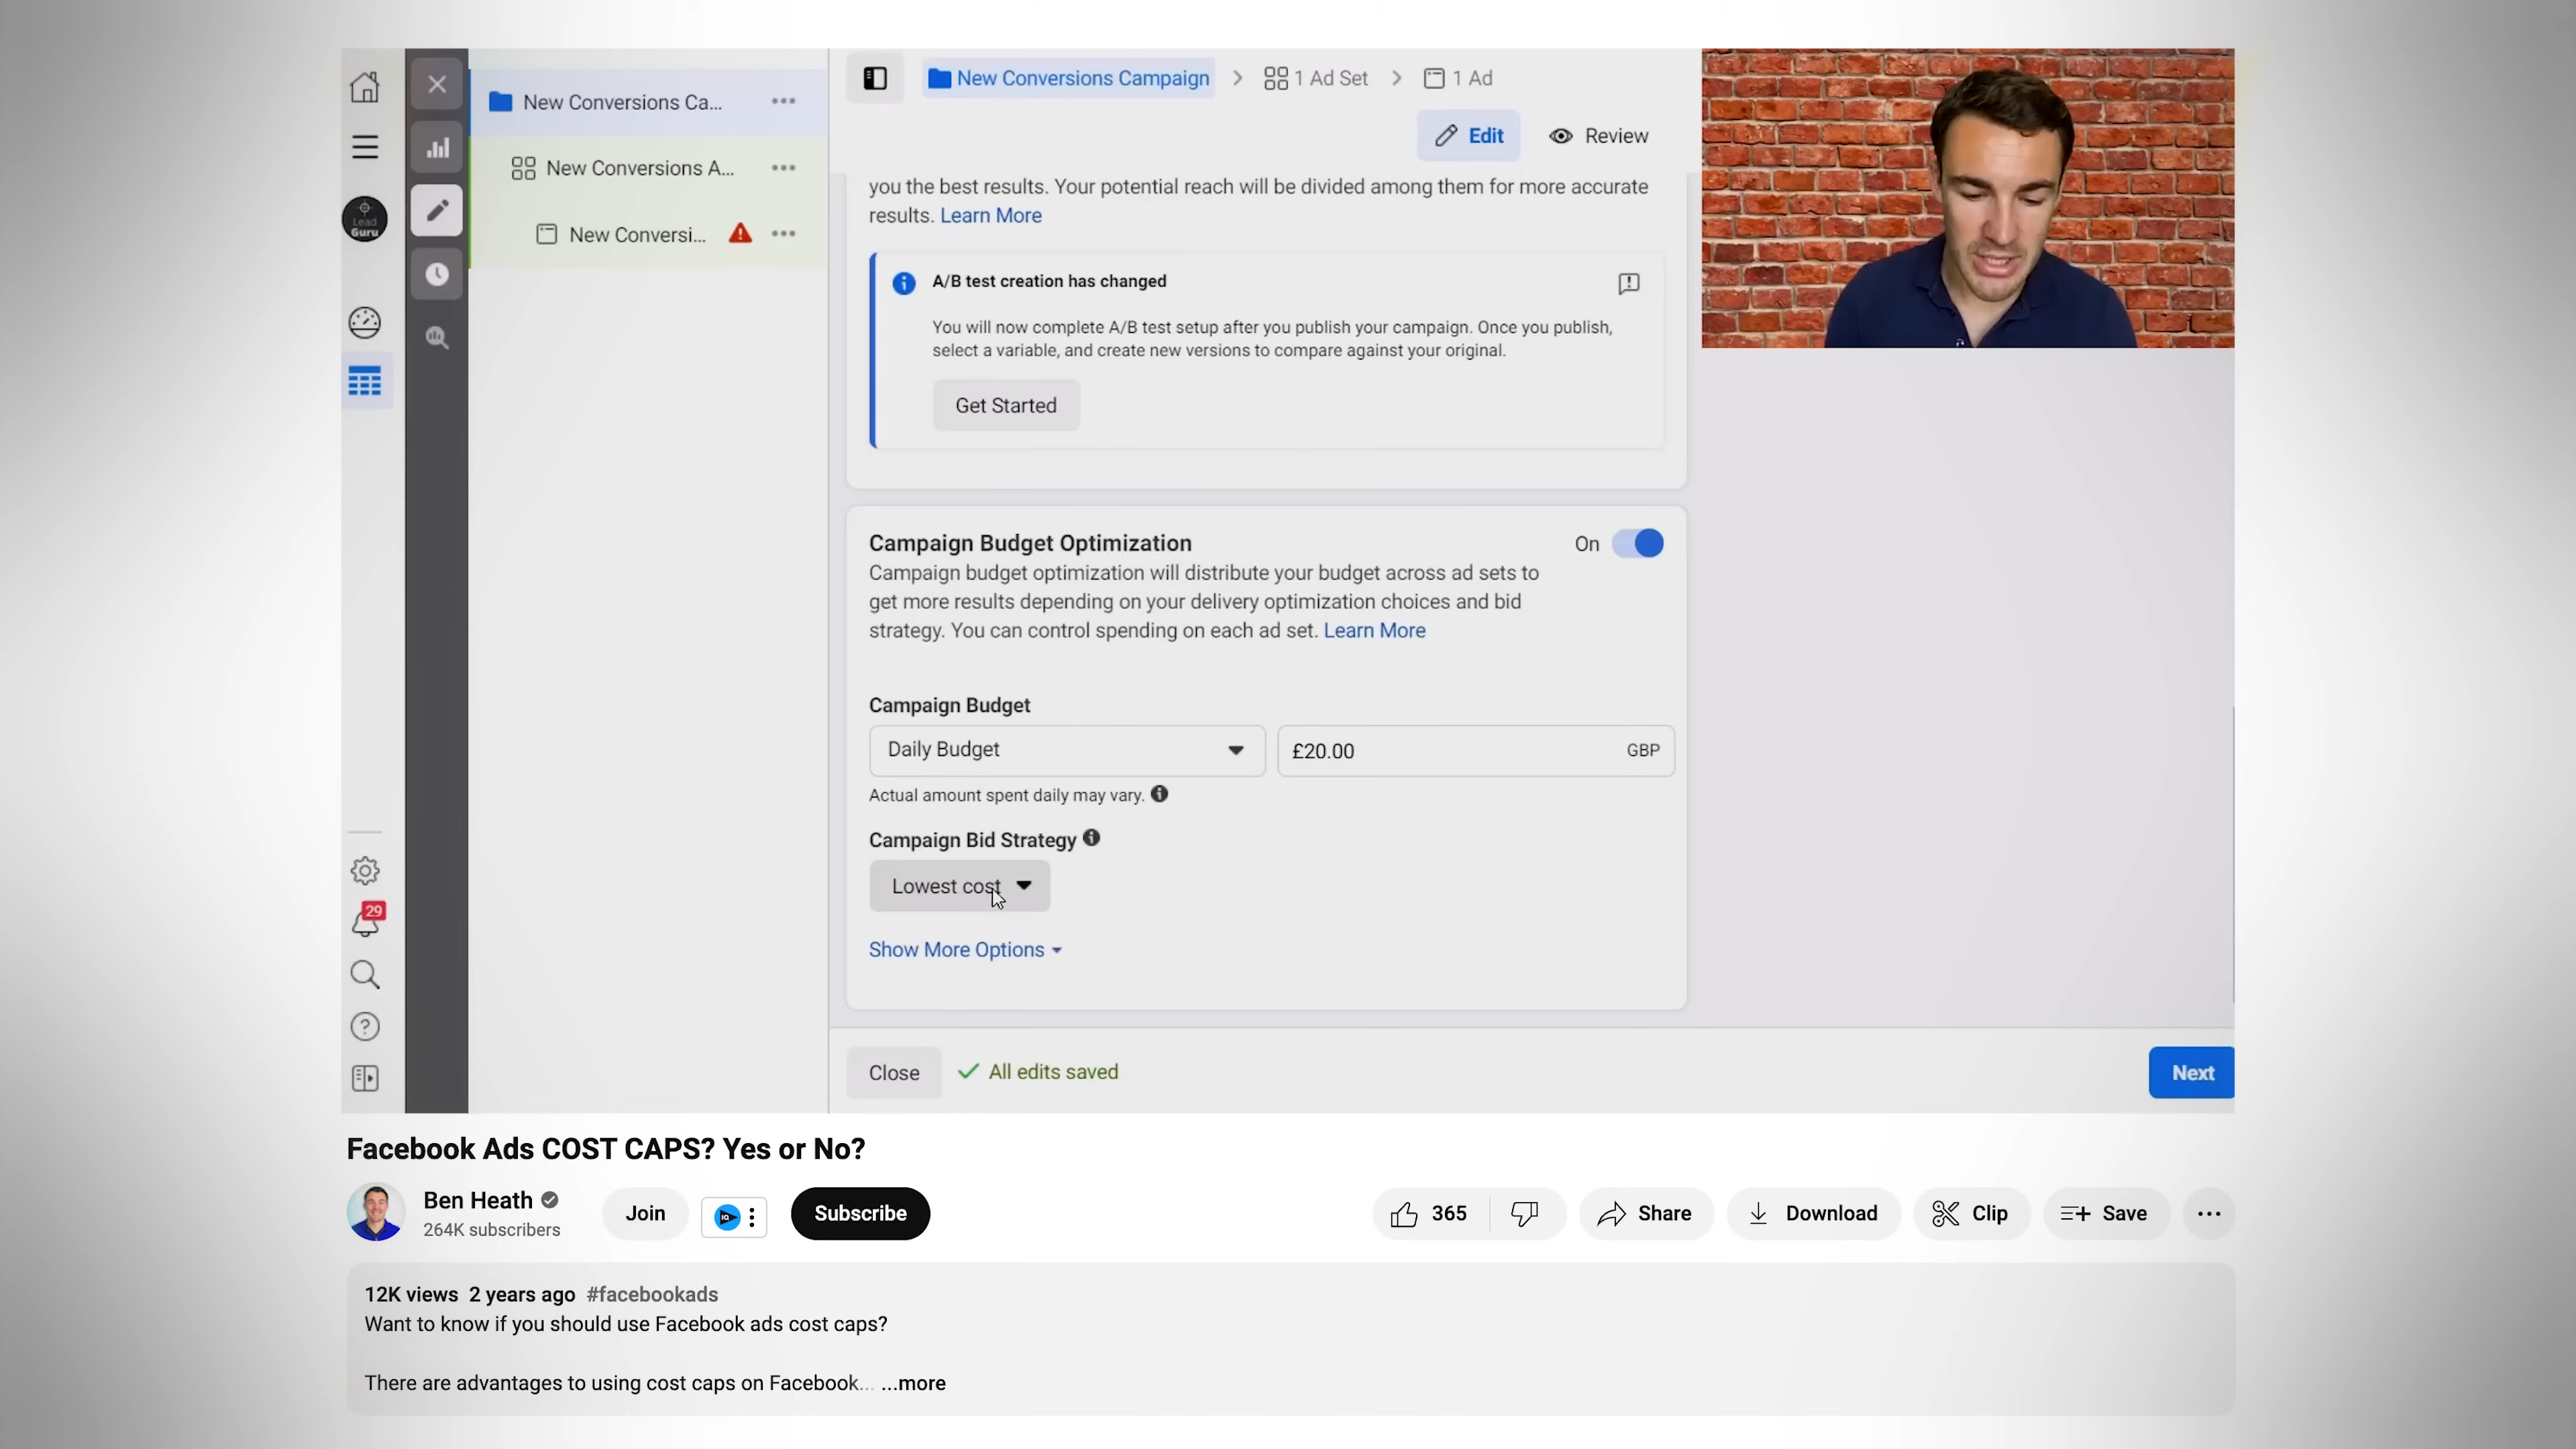 New Conversions Ca...
New Conversions A...
New Conversi...
Lead
Guru
29
New Conversions Campaign
1 Ad Set
1 Ad
Edit
Review
you the best results. Your potential reach will be divided among them for more accurate
results. Learn More
A/B test creation has changed
You will now complete A/B test setup after you publish your campaign. Once you publish,
select a variable, and create new versions to compare against your original.
Get Started
Campaign Budget Optimization
On
Campaign budget optimization will distribute your budget across ad sets to
get more results depending on your delivery optimization choices and bid
strategy. You can control spending on each ad set. Learn More
Campaign Budget
Daily Budget
£20.00
GBP
Actual amount spent daily may vary.
Campaign Bid Strategy
Lowest cost
Show More Options
Close
All edits saved
Next
Facebook Ads COST CAPS? Yes or No?
Ben Heath
264K subscribers
Join
IQ
Subscribe
365
Share
Download
Clip
Save
12K views 2 years ago #facebookads
Want to know if you should use Facebook ads cost caps?
There are advantages to using cost caps on Facebook... ...more